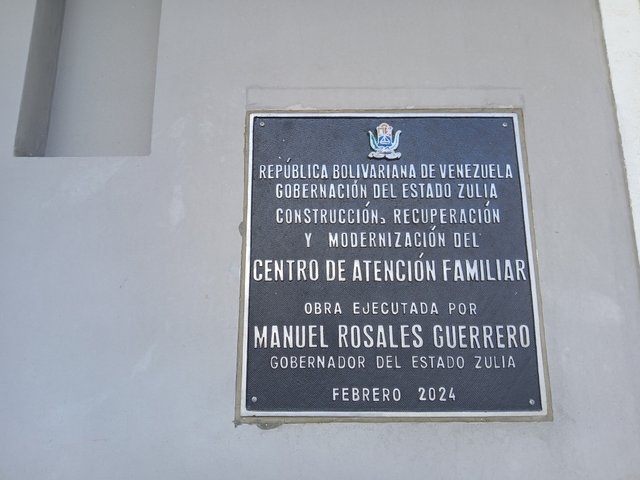 REPÚBLICA BOLIVARIANA DE VENEZUELA
GOBERNACIÓN DEL ESTADO ZULIA
CONSTRUCCIÓN, RECUPERACIÓN
Y MODERNIZACIÓN DEL
CENTRO DE ATENCIÓN FAMILIAR
OBRA EJECUTADA POR
MANUEL ROSALES GUERRERO
GOBERNADOR DEL ESTADO ZULIA
FEBRERO 2024